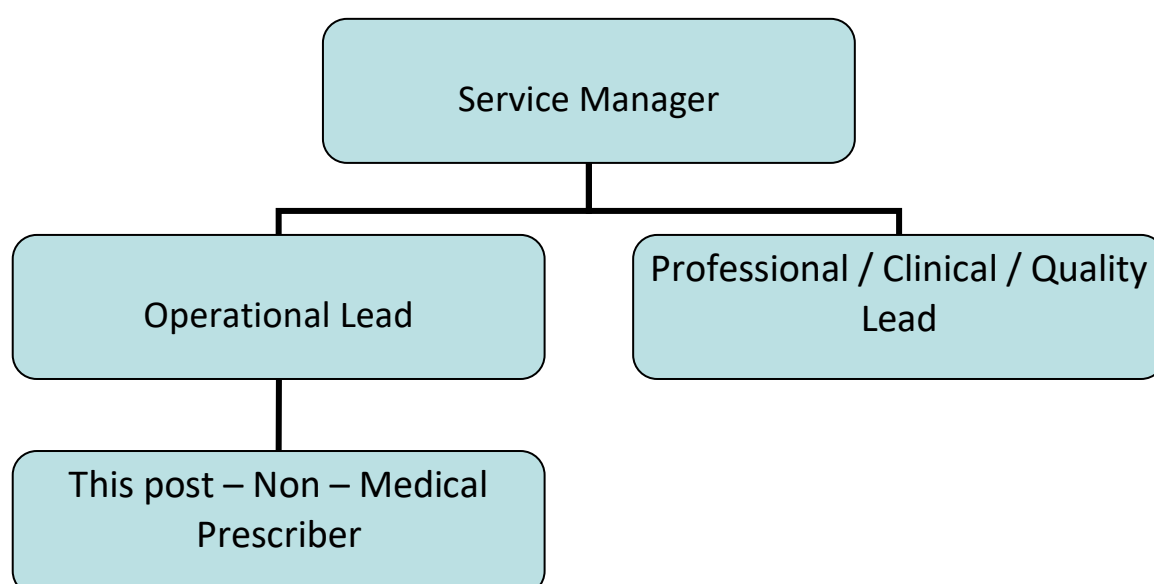 Service Manager
Operational Lead
Professional / Clinical / Quality
Lead
This post – Non – Medical
Prescriber